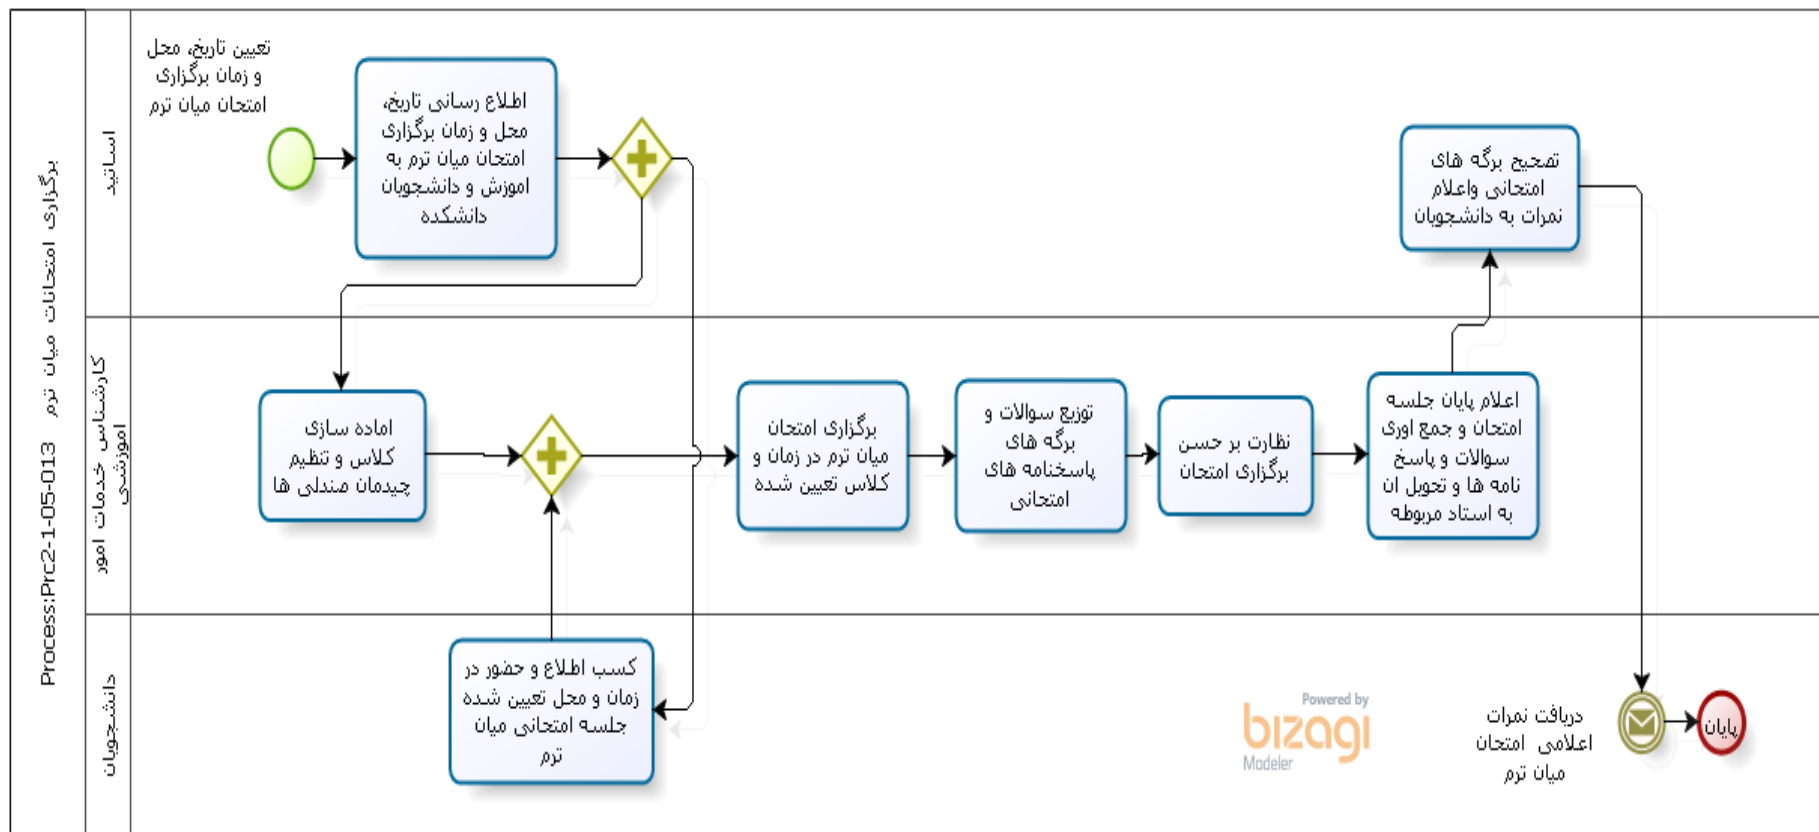 Process:Prc2-1-05-013 برگزاری امتحانات میان ترم
اساتید
تعیین تاریخ، محل
و زمان برگزاری
امتحان میان ترم
اطلاع رسانی تاریخ،
محل و زمان برگزاری
امتحان میان ترم به
اموزش و دانشجویان
دانشکده
تصحیح برگه های
امتحانی واعلام
نمرات به دانشجویان
کارشناس خدمات امور
اموزشی
اماده سازی
کلاس و تنظیم
چیدمان صندلی ها
برگزاری امتحان
میان ترم در زمان و
کلاس تعیین شده
توزیع سوالات و
برگه های
پاسخنامه های
امتحانی
نظارت بر حسن
برگزاری امتحان
اعلام پایان جلسه
امتحان و جمع اوری
سوالات و پاسخ
نامه ها و تحویل ان
به استاد مربوطه
دانشجویان
کسب اطلاع و حضور در
زمان و محل تعیین شده
جلسه امتحانی میان
ترم
دریافت نمرات
اعلامی امتحان
میان ترم
پایان
Powered by
bizagi
Modeler